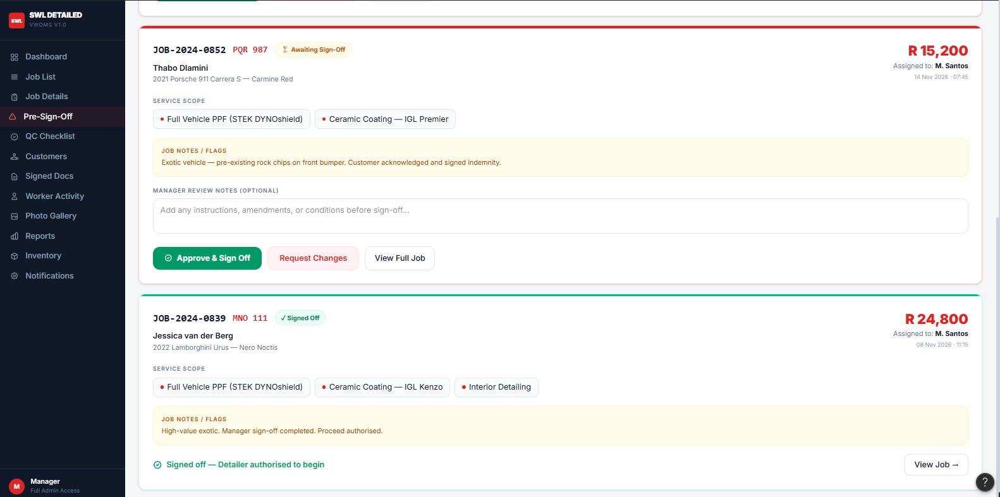 SWL
SWL DETAILED
VWOMS V1.0
Dashboard
Job List
Job Details
Pre-Sign-Off
QC Checklist
Customers
Signed Docs
Worker Activity
Photo Gallery
Reports
Inventory
Notifications
M
Manager
Full Admin Access
JOB-2024-0852 PQR 987 ⏳ Awaiting Sign-Off
R 15,200
Thabo Dlamini
Assigned to: M. Santos
2021 Porsche 911 Carrera S — Carmine Red
14 Nov 2026 · 07:45
SERVICE SCOPE
Full Vehicle PPF (STEK DYNOshield) Ceramic Coating — IGL Premier
JOB NOTES / FLAGS
Exotic vehicle — pre-existing rock chips on front bumper. Customer acknowledged and signed indemnity.
MANAGER REVIEW NOTES (OPTIONAL)
Add any instructions, amendments, or conditions before sign-off...
Approve & Sign Off Request Changes View Full Job
JOB-2024-0839 MNO 111 ✓ Signed Off
R 24,800
Jessica van der Berg
Assigned to: M. Santos
2022 Lamborghini Urus — Nero Noctis
08 Nov 2026 · 11:15
SERVICE SCOPE
Full Vehicle PPF (STEK DYNOshield) Ceramic Coating — IGL Kenzo Interior Detailing
JOB NOTES / FLAGS
High-value exotic. Manager sign-off completed. Proceed authorised.
Signed off — Detailer authorised to begin
View Job →
?